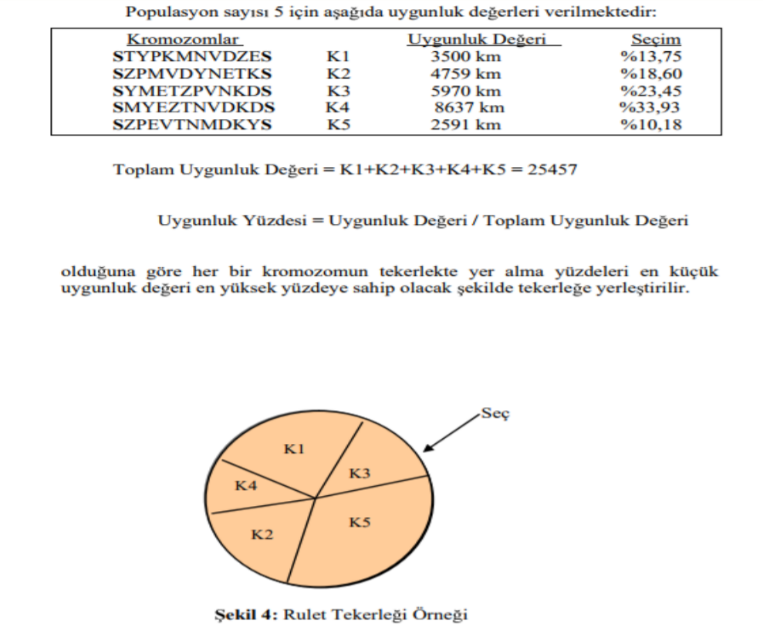 Populasyon sayısı 5 için aşağıda uygunluk değerleri verilmektedir:
Kromozomlar Uygunluk Değeri Seçim
STYPKMNVDZES K1 3500 km %13,75
SZPMVDYNETKS K2 4759 km %18,60
SYMETZPVNKDS K3 5970 km %23,45
SMYEZTNVDKDS K4 8637 km %33,93
SZPEVTNMDKYS K5 2591 km %10,18
Toplam Uygunluk Değeri = K1+K2+K3+K4+K5 = 25457
Uygunluk Yüzdesi = Uygunluk Değeri / Toplam Uygunluk Değeri
olduğuna göre her bir kromozomun tekerlekte yer alma yüzdeleri en küçük
uygunluk değeri en yüksek yüzdeye sahip olacak şekilde tekerleğe yerleştirilir.
Seç
K1
K3
K4
K5
K2
Şekil 4: Rulet Tekerleği Örneği